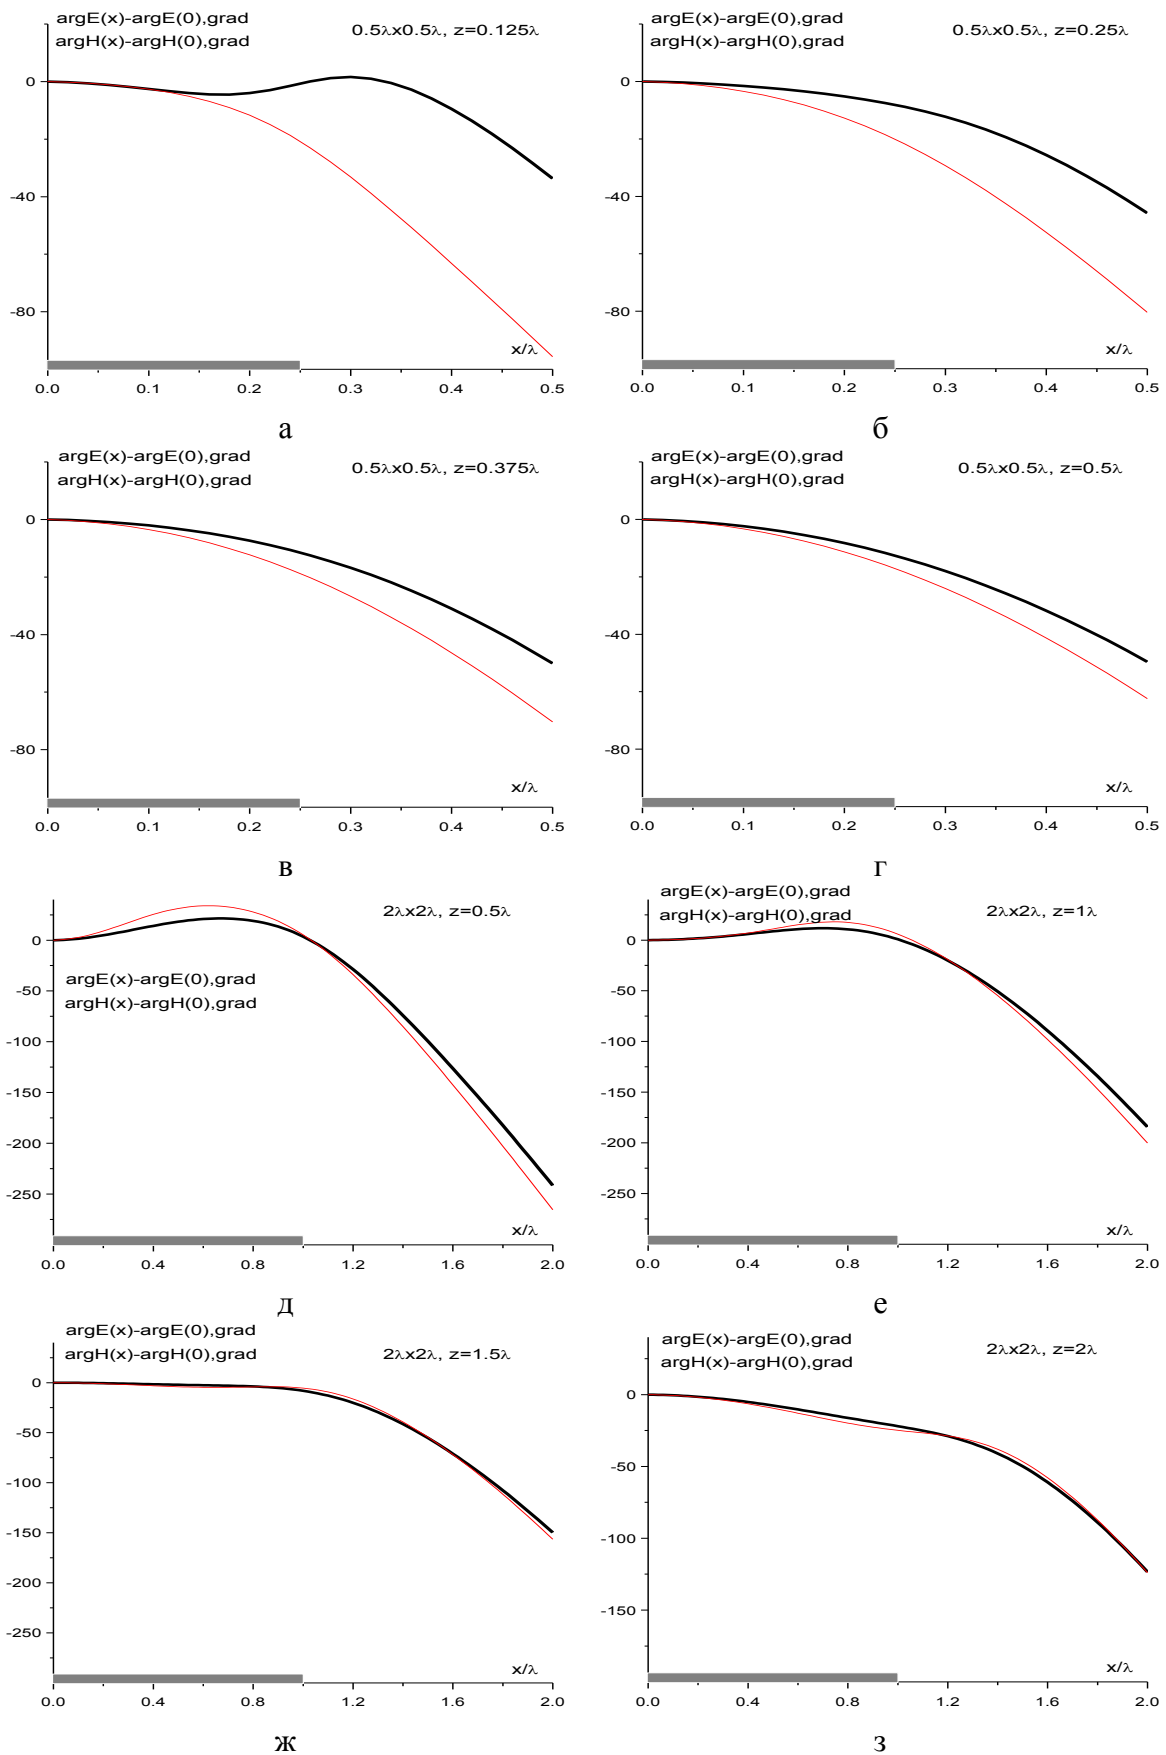 argE(x)-argE(0),grad
argH(x)-argH(0),grad
0.5λx0.5λ, z=0.125λ
0
-40
-80
x/λ
0.0 0.1 0.2 0.3 0.4 0.5
а
argE(x)-argE(0),grad
argH(x)-argH(0),grad
0.5λx0.5λ, z=0.25λ
0
-40
-80
x/λ
0.0 0.1 0.2 0.3 0.4 0.5
б
argE(x)-argE(0),grad
argH(x)-argH(0),grad
0.5λx0.5λ, z=0.375λ
0
-40
-80
x/λ
0.0 0.1 0.2 0.3 0.4 0.5
в
argE(x)-argE(0),grad
argH(x)-argH(0),grad
0.5λx0.5λ, z=0.5λ
0
-40
-80
x/λ
0.0 0.1 0.2 0.3 0.4 0.5
г
2λx2λ, z=0.5λ
0
argE(x)-argE(0),grad
argH(x)-argH(0),grad
-50
-100
-150
-200
-250
x/λ
0.0 0.4 0.8 1.2 1.6 2.0
д
argE(x)-argE(0),grad
argH(x)-argH(0),grad
2λx2λ, z=1λ
0
-50
-100
-150
-200
-250
x/λ
0.0 0.4 0.8 1.2 1.6 2.0
е
argE(x)-argE(0),grad
argH(x)-argH(0),grad
2λx2λ, z=1.5λ
0
-50
-100
-150
-200
-250
x/λ
0.0 0.4 0.8 1.2 1.6 2.0
ж
argE(x)-argE(0),grad
argH(x)-argH(0),grad
2λx2λ, z=2λ
0
-50
-100
-150
x/λ
0.0 0.4 0.8 1.2 1.6 2.0
з